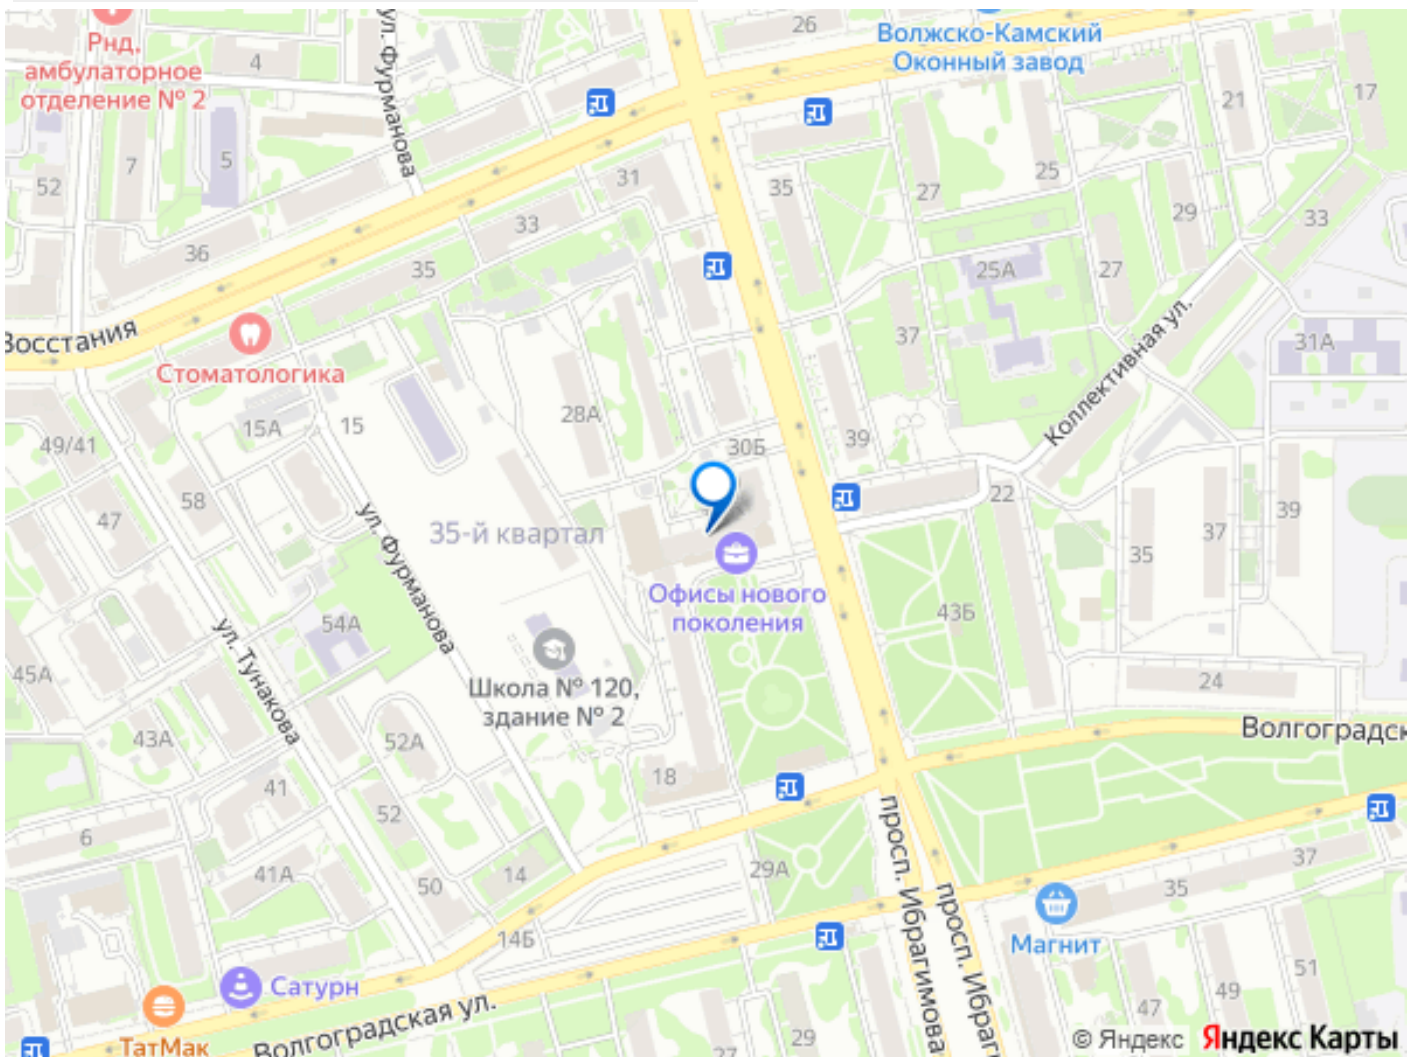 26
Волжско-Камский
Оконный завод
Рнд,
амбулаторное
отделение № 2
4
ул. Фурманова
21
17
7
5
52
31
35
25
27
29
33
33
36
35
25А
27
Восстания
37
31А
Стоматологика
Коллективная ул.
28А
15А
15
49/41
39
30Б
58
47
22
39
37
35
35-й квартал
ул. Фурманова
Офисы нового
поколения
43Б
54А
ул. Тунакова
45А
Школа № 120,
здание № 2
24
43А
52А
Волгоградск
18
41
52
6
просп. Ибрагимова
29А
37
41А
50
14
35
просп. Ибраги
14Б
Магнит
Сатурн
51
49
47
Волгоградская ул.
29
27
ТатМак
© Яндекс Яндекс Карты